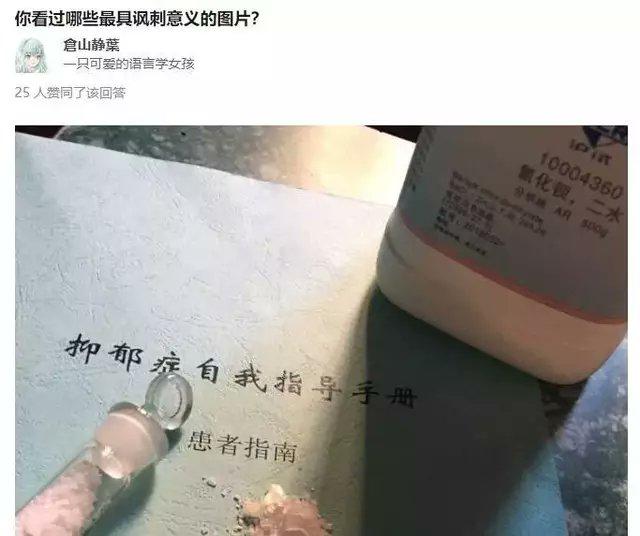 你看过哪些最具讽刺意义的图片?
倉山静葉
一只可爱的语言学女孩
25 人赞同了该回答
沪试
10004360
氯化钡，二水
分析纯 AR 500g
抑郁症自我指导手册
患者指南